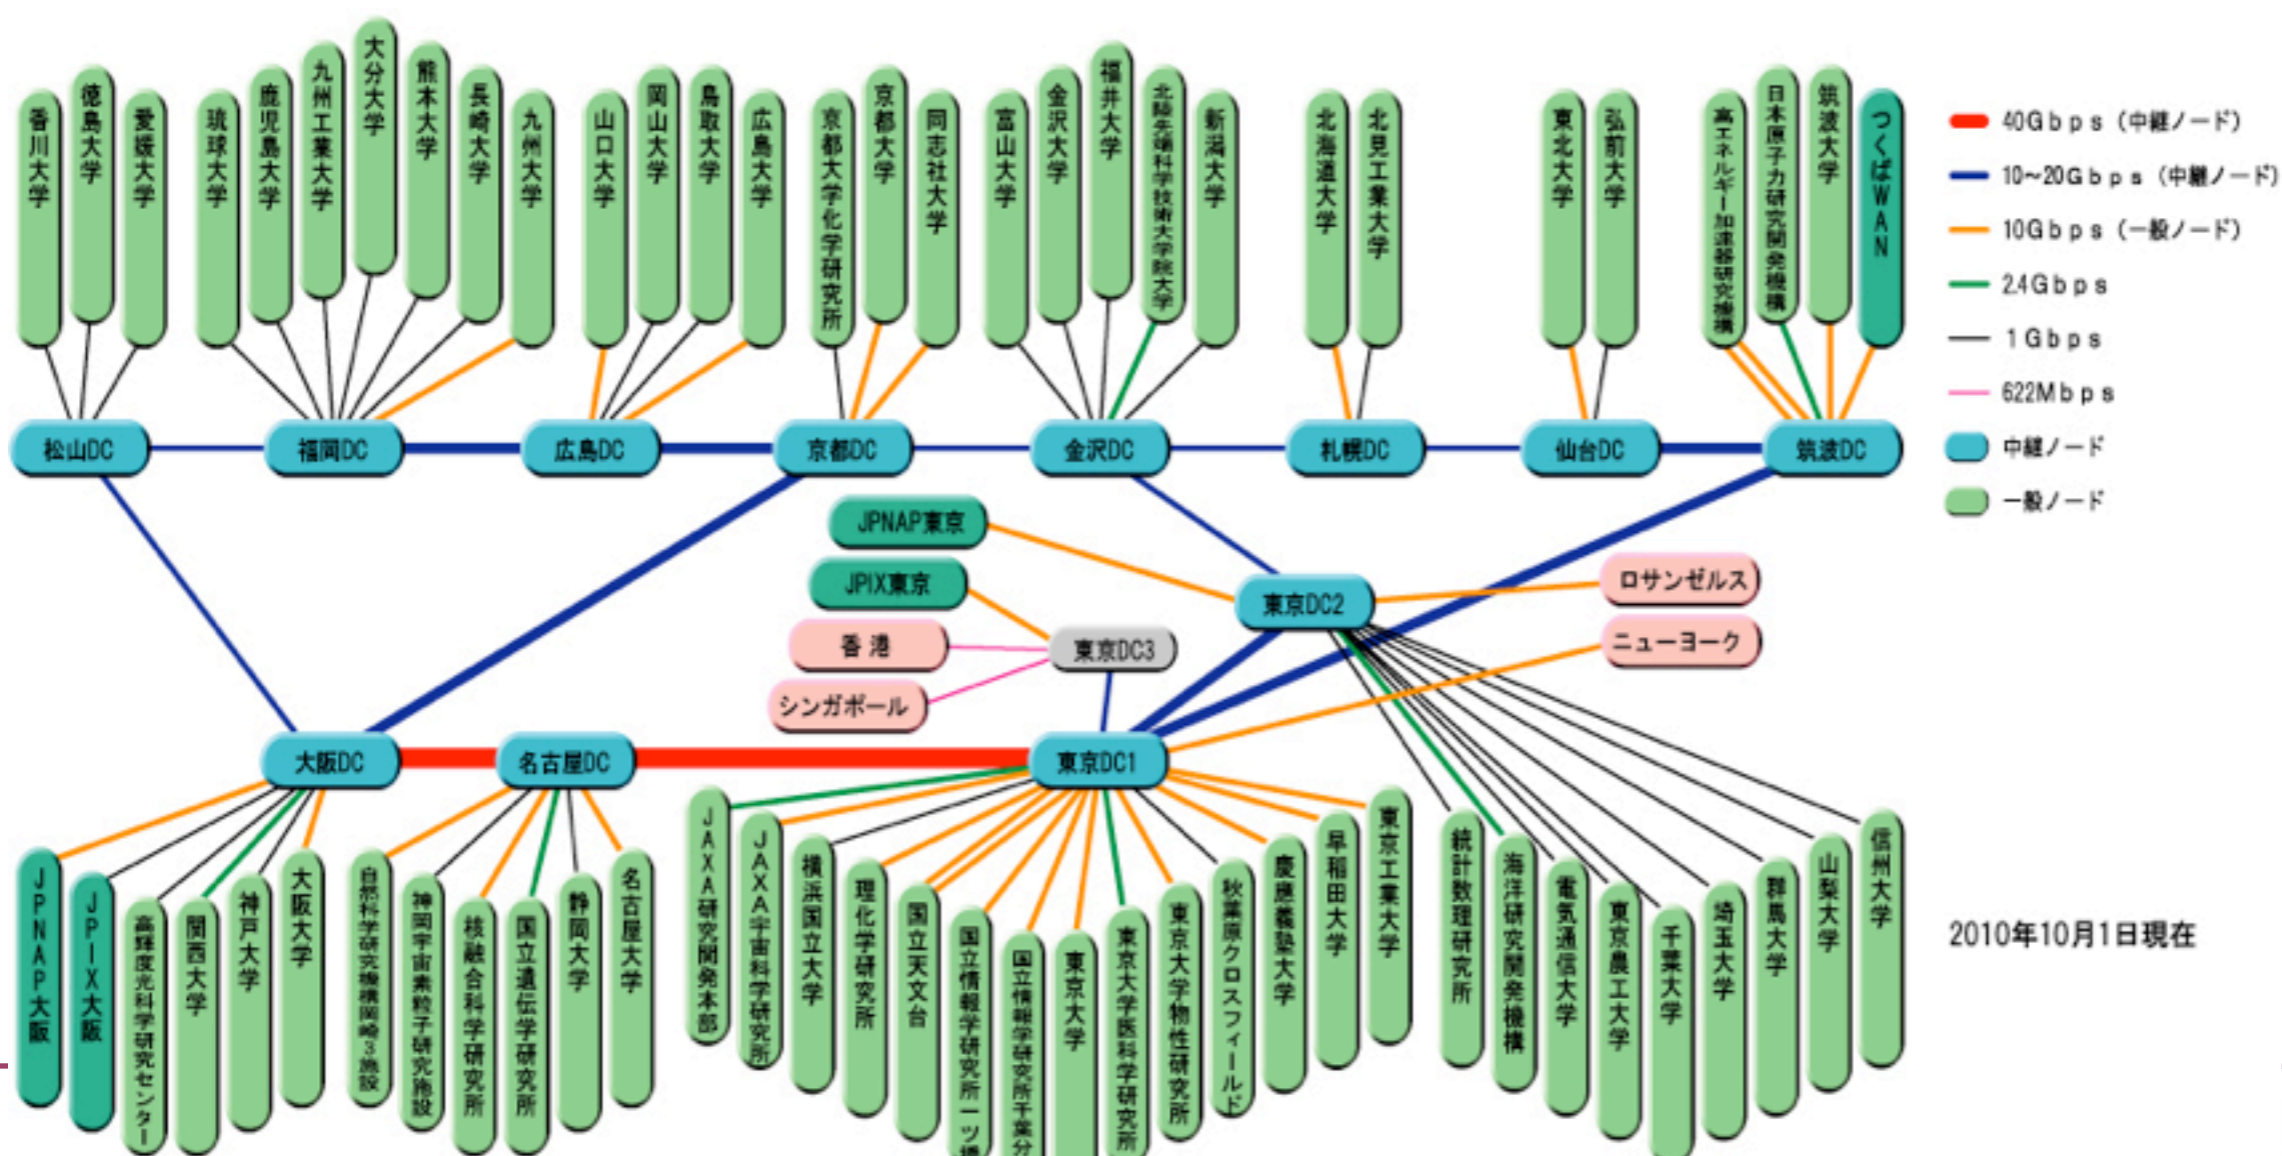 香川大学
徳島大学
愛媛大学
琉球大学
鹿児島大学
九州工業大学
大分大学
熊本大学
長崎大学
九州大学
山口大学
岡山大学
鳥取大学
広島大学
京都大学化学研究所
京都大学
同志社大学
富山大学
金沢大学
福井大学
北陸先端科学技術大学院大学
新潟大学
北海道大学
北見工業大学
東北大学
弘前大学
高エネルギー加速器研究機構
日本原子力研究開発機構
筑波大学
つくばWAN
40Gbps（中継ノード）
10～20Gbps（中継ノード）
10Gbps（一般ノード）
2.4Gbps
1Gbps
622Mbps
中継ノード
一般ノード
松山DC
福岡DC
広島DC
京都DC
金沢DC
札幌DC
仙台DC
筑波DC
JPNAP東京
JPIX東京
香港
シンガポール
東京DC3
東京DC2
ロサンゼルス
ニューヨーク
大阪DC
名古屋DC
東京DC1
JPNAP大阪
JPIX大阪
高輝度光科学研究センター
関西大学
神戸大学
大阪大学
自然科学研究機構岡崎3施設
神岡宇宙素粒子研究施設
核融合科学研究所
国立遺伝学研究所
静岡大学
名古屋大学
JAXA研究開発本部
JAXA宇宙科学研究所
横浜国立大学
理化学研究所
国立天文台
国立情報学研究所一ツ橋
国立情報学研究所千葉分
東京大学
東京大学医科学研究所
東京大学物性研究所
秋葉原クロスフィールド
慶應義塾大学
早稲田大学
東京工業大学
統計数理研究所
海洋研究開発機構
電気通信大学
東京農工大学
千葉大学
埼玉大学
群馬大学
山梨大学
信州大学
2010年10月1日現在